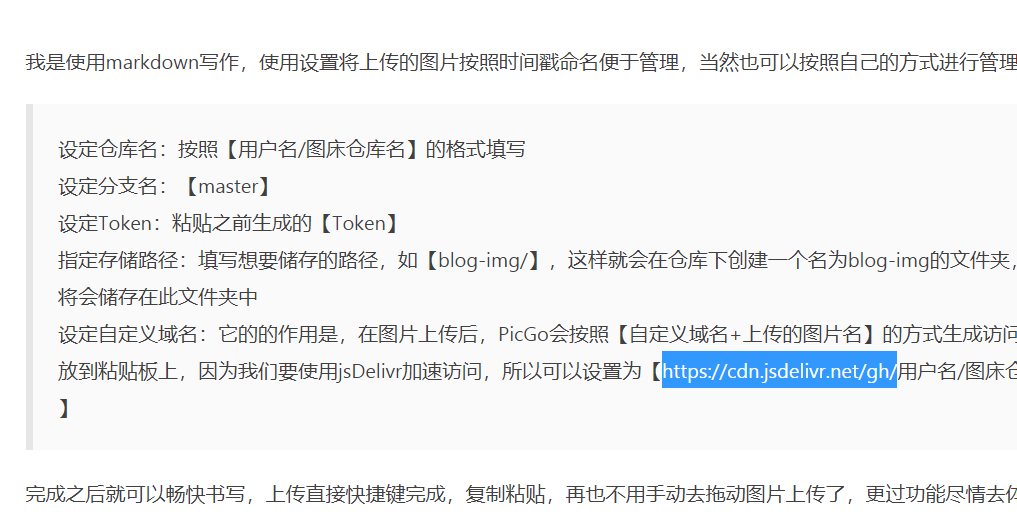 我是使用markdown写作，使用设置将上传的图片按照时间戳命名便于管理，当然也可以按照自己的方式进行管理
设定仓库名：按照【用户名/图床仓库名】的格式填写
设定分支名：【master】
设定Token：粘贴之前生成的【Token】
指定存储路径：填写想要储存的路径，如【blog-img/】，这样就会在仓库下创建一个名为blog-img的文件夹，
将会储存在此文件夹中
设定自定义域名：它的的作用是，在图片上传后，PicGo会按照【自定义域名+上传的图片名】的方式生成访问
放到粘贴板上，因为我们要使用jsDelivr加速访问，所以可以设置为【https://cdn.jsdelivr.net/gh/用户名/图床仓
】
完成之后就可以畅快书写，上传直接快捷键完成，复制粘贴，再也不用手动去拖动图片上传了，更过功能尽情去体